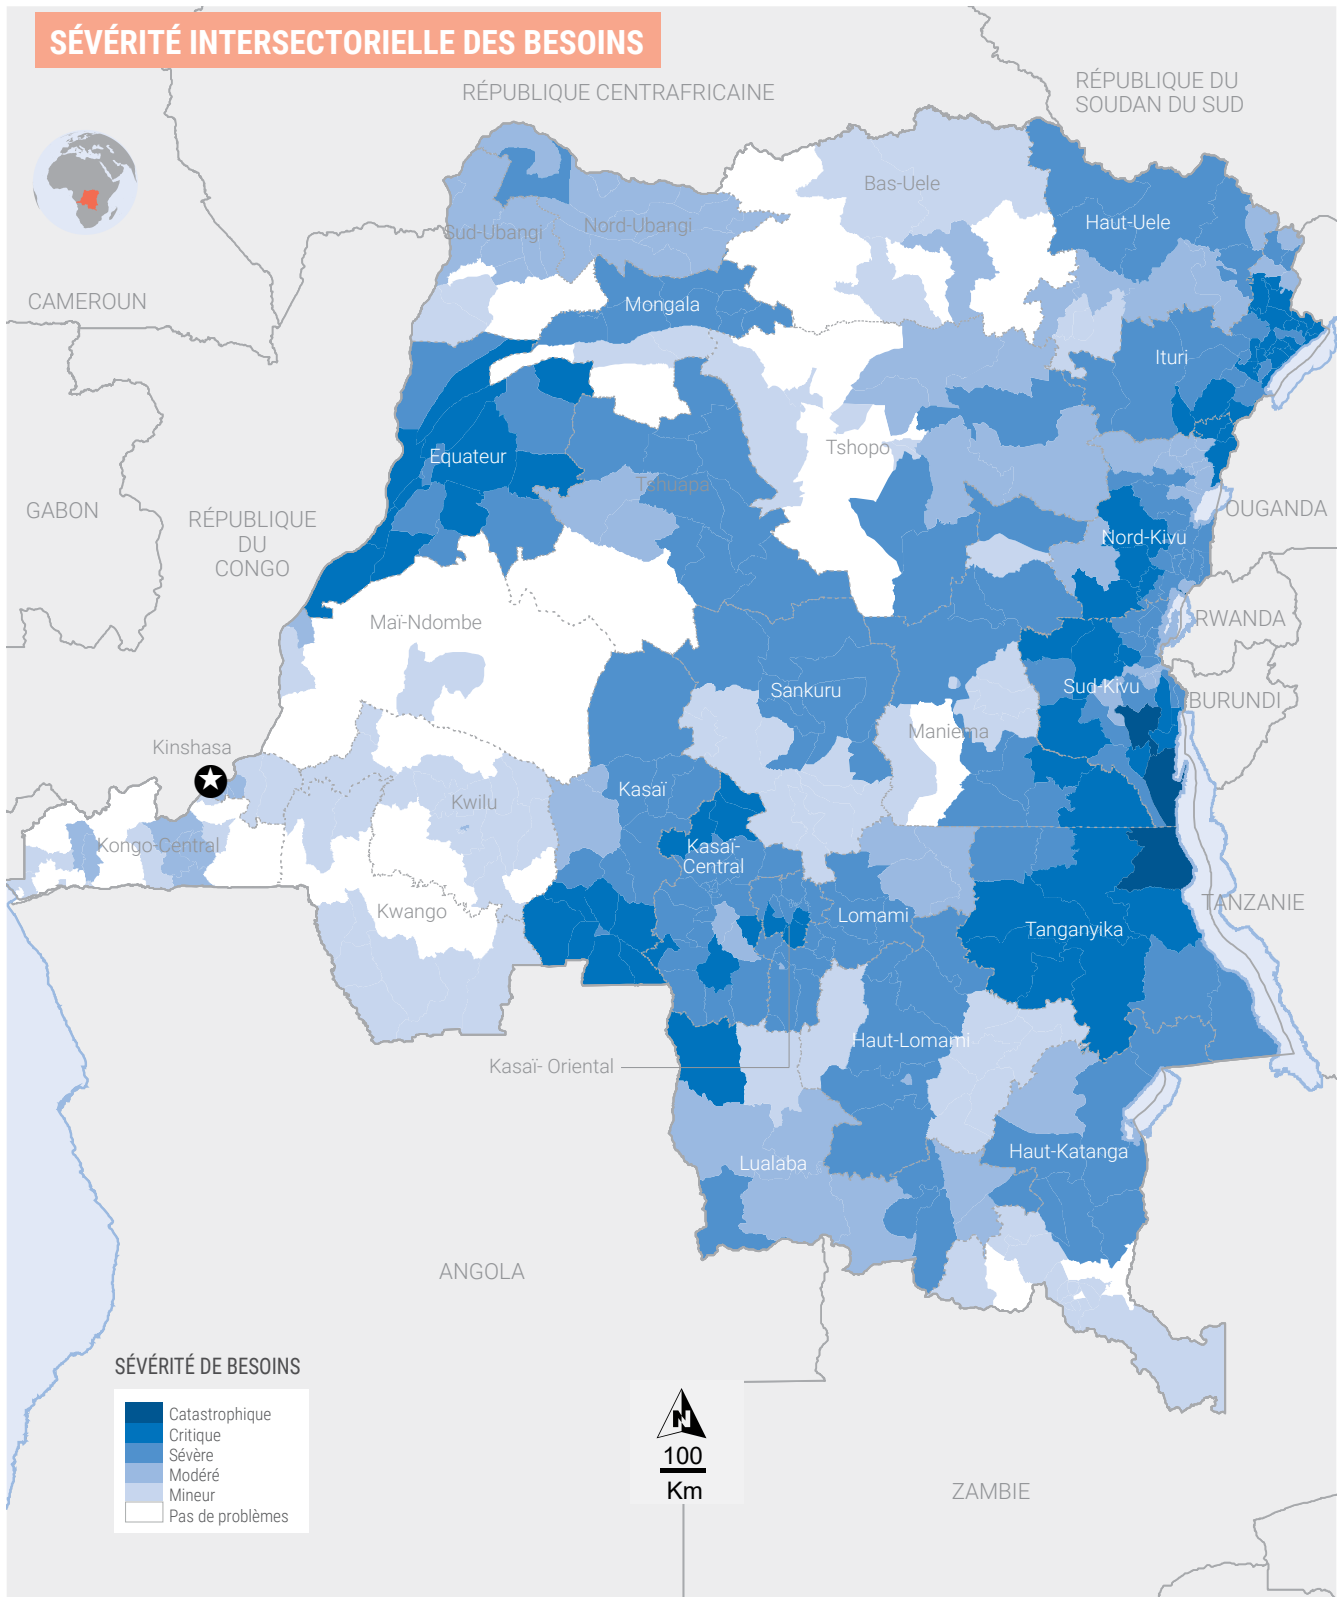 SÉVÉRITÉ INTERSECTORIELLE DES BESOINS
RÉPUBLIQUE CENTRAFRICAINE
RÉPUBLIQUE DU
SOUDAN DU SUD
Bas-Uele
Haut-Uele
Sud-Ubangi
Nord-Ubangi
CAMEROUN
Mongala
Ituri
Equateur
Tshopo
Tshuapa
GABON
RÉPUBLIQUE
DU
CONGO
OUGANDA
Nord-Kivu
Maï-Ndombe
RWANDA
Sankuru
Sud-Kivu
BURUNDI
Maniema
Kinshasa
Kasaï
Kwilu
Kongo-Central
Kasaï-
Central
Kwango
Lomami
TANZANIE
Tanganyika
Haut-Lomami
Kasaï- Oriental
Haut-Katanga
Lualaba
ANGOLA
SÉVÉRITÉ DE BESOINS
Catastrophique
Critique
Sévère
Modéré
Mineur
Pas de problèmes
N
100
Km
ZAMBIE